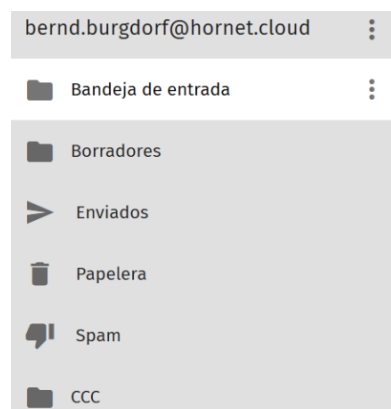 bernd.burgdorf@hornet.cloud
Bandeja de entrada
Borradores
Enviados
Papelera
Spam
CCC